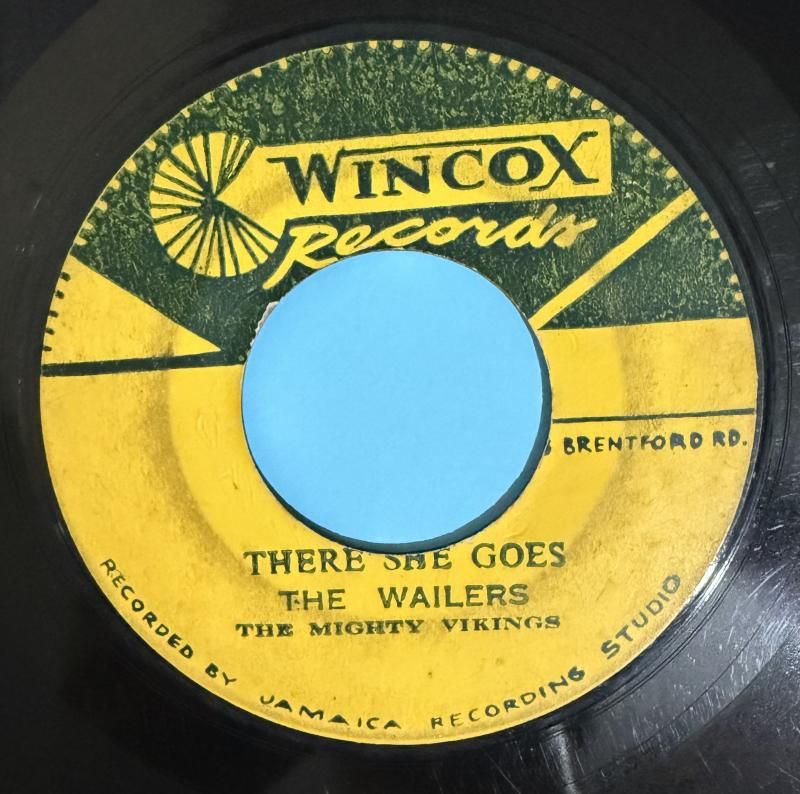 WINCOX
Records
BRENTFORD RD.
THERE SHE GOES
THE WAILERS
THE MIGHTY VIKINGS
RECORDED BY JAMAICA RECORDING STUDIO